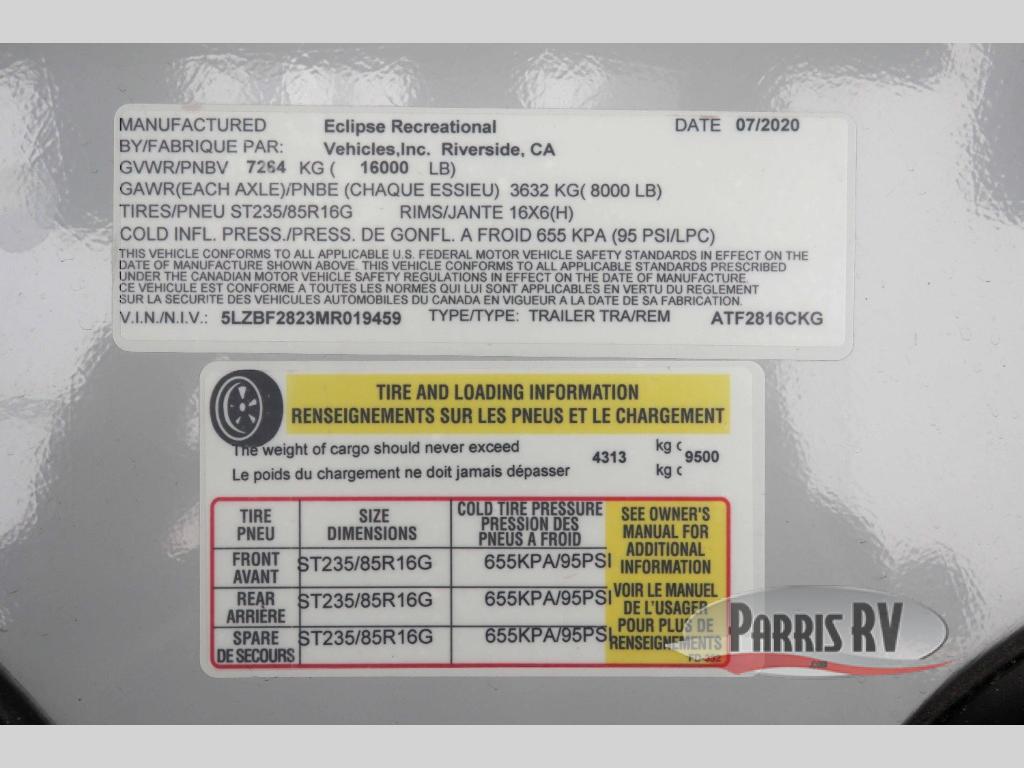 MANUFACTURED Eclipse Recreational DATE 07/2020
BY/FABRIQUE PAR: Vehicles,Inc. Riverside, CA
GVWR/PNBV 7264 KG ( 16000 LB)
GAWR(EACH AXLE)/PNBE (CHAQUE ESSIEU) 3632 KG( 8000 LB)
TIRES/PNEU ST235/85R16G RIMS/JANTE 16X6(H)
COLD INFL. PRESS./PRESS. DE GONFL. A FROID 655 KPA (95 PSI/LPC)
THIS VEHICLE CONFORMS TO ALL APPLICABLE U.S. FEDERAL MOTOR VEHICLE SAFETY STANDARDS IN EFFECT ON THE
DATE OF MANUFACTURE SHOWN ABOVE. THIS VEHICLE CONFORMS TO ALL APPLICABLE STANDARDS PRESCRIBED
UNDER THE CANADIAN MOTOR VEHICLE SAFETY REGULATIONS IN EFFECT ON THE DATE OF MANUFACTURE.
CE VEHICULE EST CONFORME A TOUTES LES NORMES QUI LUI SONT APPLICABLES EN VERTU DU REGLEMENT
SUR LA SECURITE DES VEHICULES AUTOMOBILES DU CANADA EN VIGUEUR A LA DATE DE SA FABRICATION.
V.I.N./N.I.V.: 5LZBF2823MR019459 TYPE/TYPE: TRAILER TRA/REM ATF2816CKG
TIRE AND LOADING INFORMATION
RENSEIGNEMENTS SUR LES PNEUS ET LE CHARGEMENT
The weight of cargo should never exceed 4313 kg c 9500
Le poids du chargement ne doit jamais dépasser kg c
TIRE
PNEU
SIZE
DIMENSIONS
COLD TIRE PRESSURE
PRESSION DES
PNEUS A FROID
FRONT
AVANT
ST235/85R16G 655KPA/95PSI
REAR
ARRIÈRE
ST235/85R16G 655KPA/95PSI
SPARE
DE SECOURS
ST235/85R16G 655KPA/95PSI
SEE OWNER'S
MANUAL FOR
ADDITIONAL
INFORMATION
VOIR LE MANUEL
DE L'USAGER
POUR PLUS DE
RENSEIGNEMENTS
PARRIS RV
.com